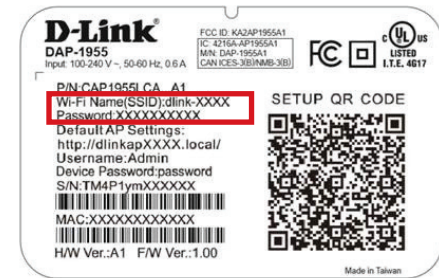 D-Link
DAP-1955
Input: 100-240 V ~, 50-60 Hz, 0.6 A
FCC ID: KA2AP1955A1
IC: 4216A-AP1955A1
M/N: DAP-1955A1
CAN ICES-3(B)/NMB-3(B)
FC
c UL us
LISTED
I.T.E. 4G17
P/N:CAP1955LCA..A1
Wi-Fi Name(SSID):dlink-XXXX
Password:XXXXXXXXXX
Default AP Settings:
http://dlinkapXXXX.local/
Username:Admin
Device Password:password
S/N:TM4P1ymXXXXXX
MAC:XXXXXXXXXXXX
H/W Ver.:A1 F/W Ver.:1.00
SETUP QR CODE
Made in Taiwan